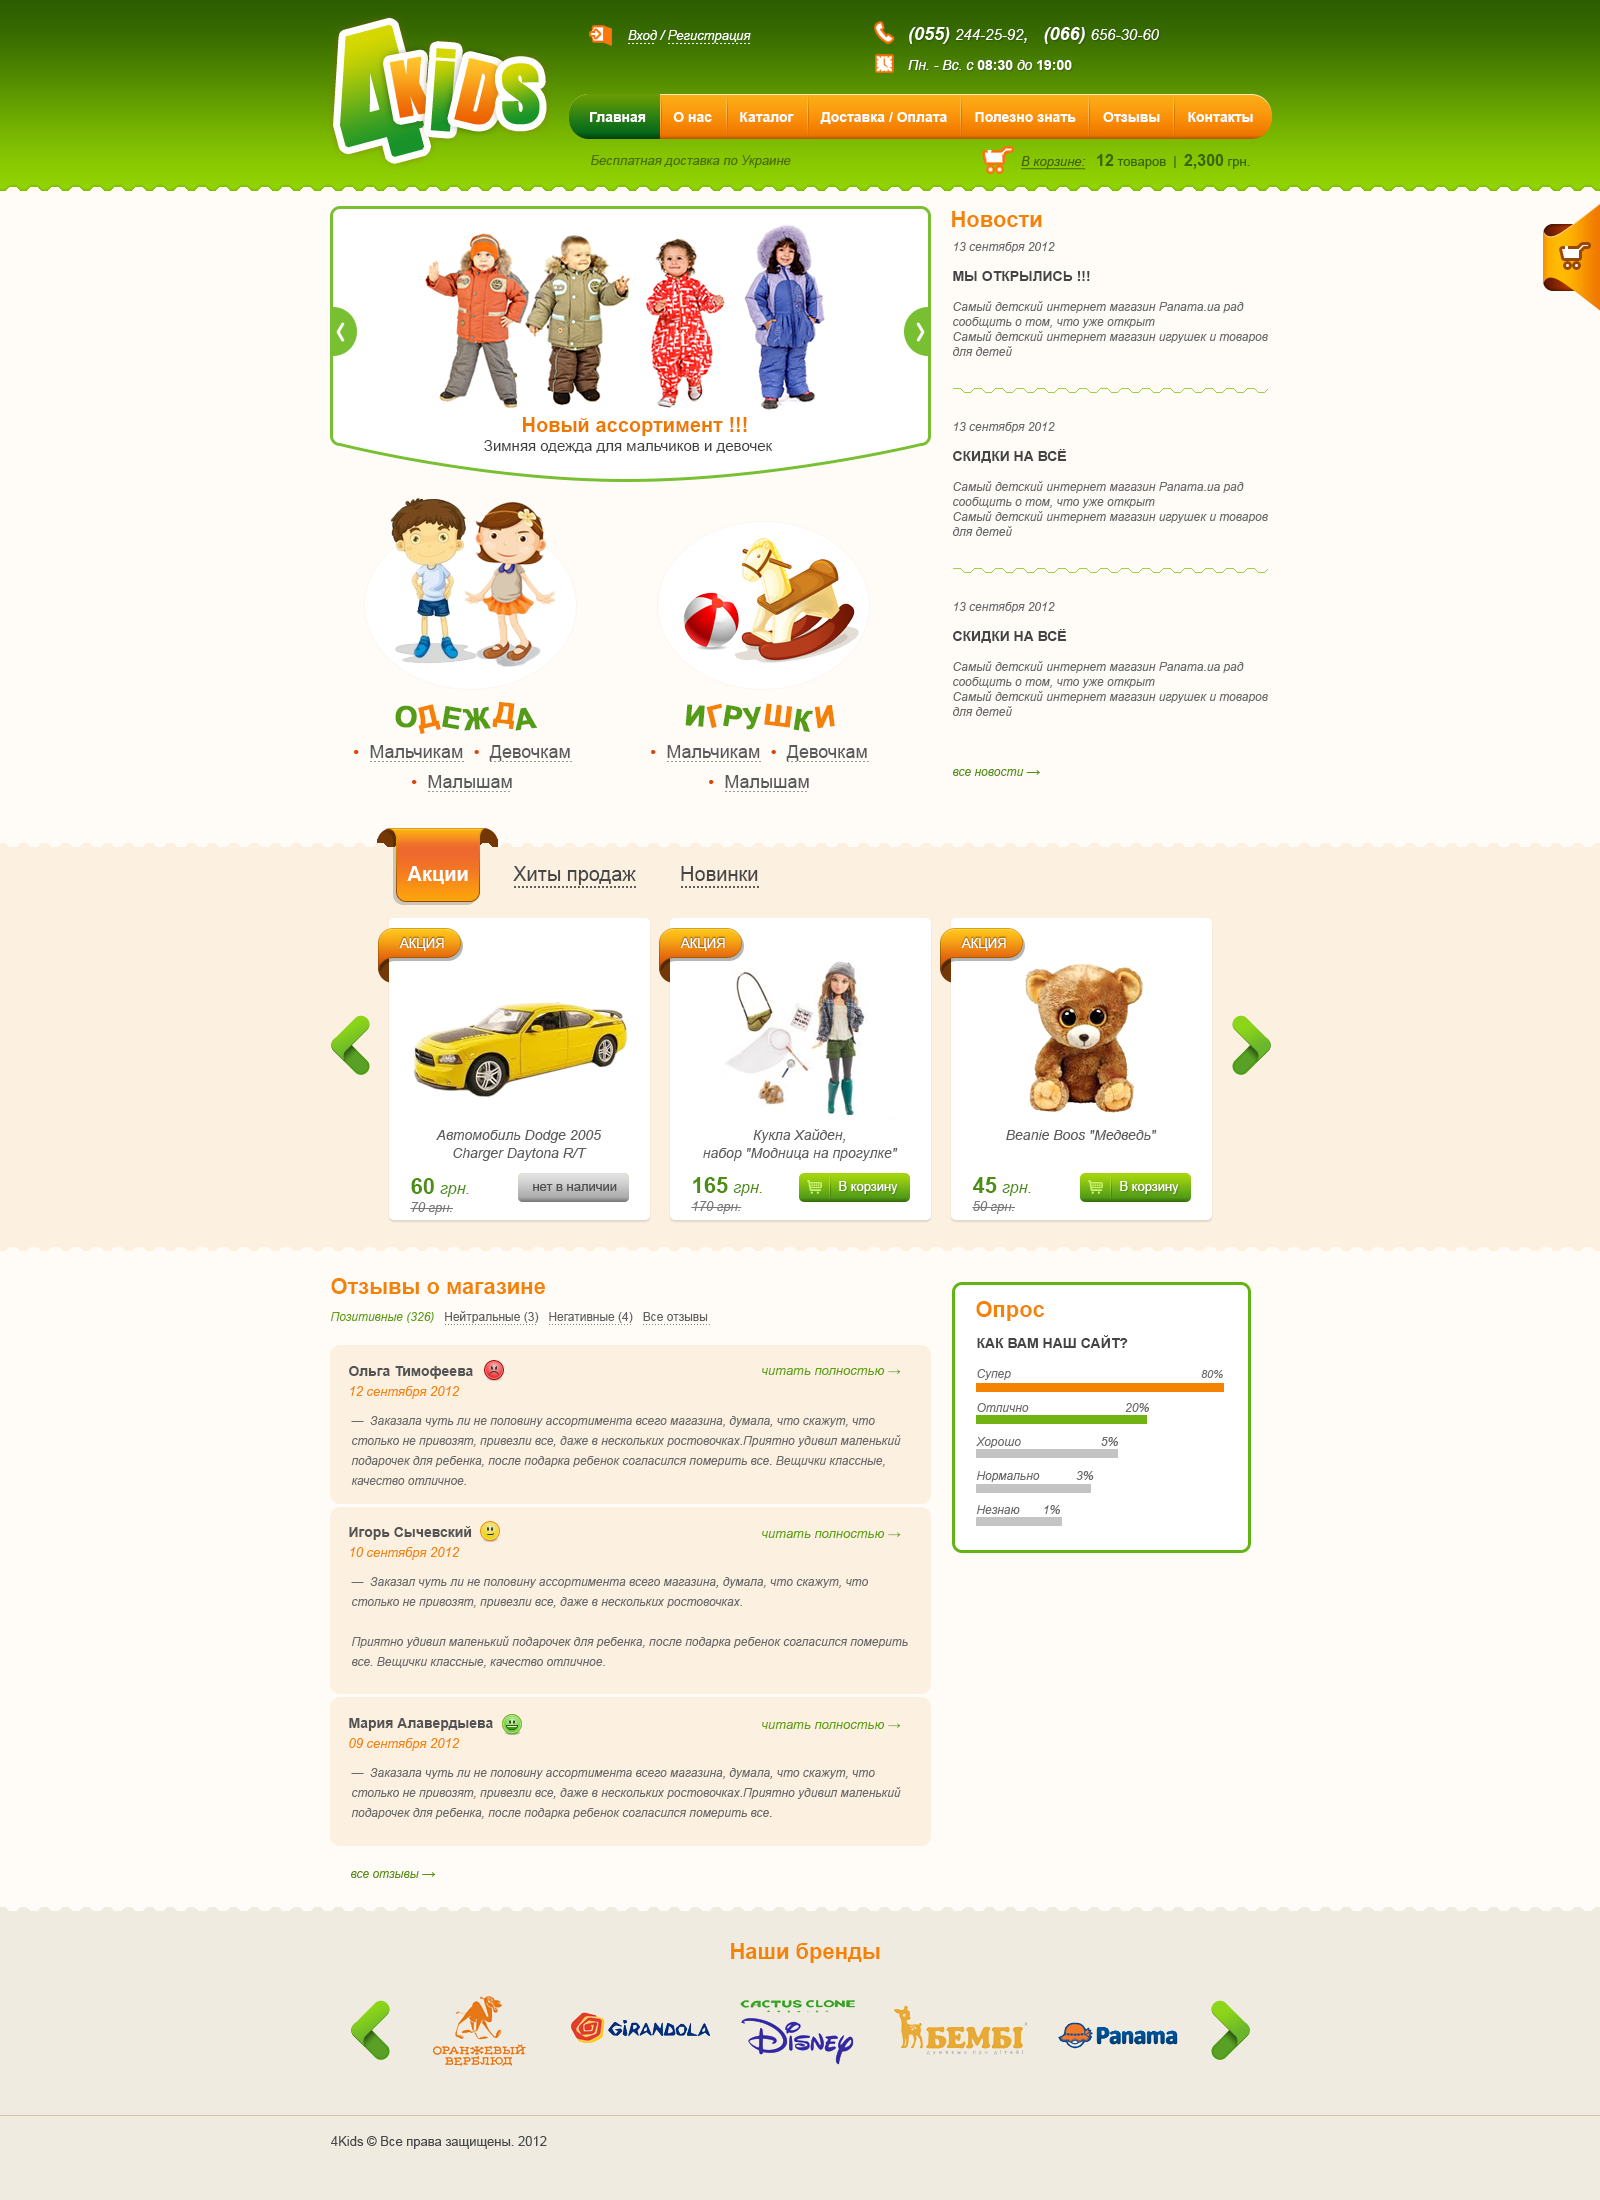 4KiDS
Вход / Регистрация
(055) 244-25-92, (066) 656-30-60
Пн. - Вс. с 08:30 до 19:00
Главная О нас Каталог Доставка / Оплата Полезно знать Отзывы Контакты
Бесплатная доставка по Украине
В корзине: 12 товаров | 2,300 грн.
Новый ассортимент !!!
Зимняя одежда для мальчиков и девочек
Новости
13 сентября 2012
МЫ ОТКРЫЛИСЬ !!!
Самый детский интернет магазин Panama.ua рад
сообщить о том, что уже открыт
Самый детский интернет магазин игрушек и товаров
для детей
13 сентября 2012
СКИДКИ НА ВСЁ
Самый детский интернет магазин Panama.ua рад
сообщить о том, что уже открыт
Самый детский интернет магазин игрушек и товаров
для детей
13 сентября 2012
СКИДКИ НА ВСЁ
Самый детский интернет магазин Panama.ua рад
сообщить о том, что уже открыт
Самый детский интернет магазин игрушек и товаров
для детей
все новости →
ОДЕЖДА
• Мальчикам • Девочкам
• Малышам
ИГРУШКИ
• Мальчикам • Девочкам
• Малышам
Акции Хиты продаж Новинки
АКЦИЯ
Автомобиль Dodge 2005
Charger Daytona R/T
60 грн.
70 грн.
нет в наличии
АКЦИЯ
Кукла Хайден,
набор "Модница на прогулке"
165 грн.
170 грн.
В корзину
АКЦИЯ
Beanie Boos "Медведь"
45 грн.
50 грн.
В корзину
Отзывы о магазине
Позитивные (326) Нейтральные (3) Негативные (4) Все отзывы
Ольга Тимофеева читать полностью →
12 сентября 2012
— Заказала чуть ли не половину ассортимента всего магазина, думала, что скажут, что
столько не привозят, привезли все, даже в нескольких ростовочках.Приятно удивил маленький
подарочек для ребенка, после подарка ребенок согласился померить все. Вещички классные,
качество отличное.
Игорь Сычевский читать полностью →
10 сентября 2012
— Заказал чуть ли не половину ассортимента всего магазина, думала, что скажут, что
столько не привозят, привезли все, даже в нескольких ростовочках.
Приятно удивил маленький подарочек для ребенка, после подарка ребенок согласился померить
все. Вещички классные, качество отличное.
Мария Алавердыева читать полностью →
09 сентября 2012
— Заказала чуть ли не половину ассортимента всего магазина, думала, что скажут, что
столько не привозят, привезли все, даже в нескольких ростовочках.Приятно удивил маленький
подарочек для ребенка, после подарка ребенок согласился померить все.
все отзывы →
Опрос
КАК ВАМ НАШ САЙТ?
Супер 80%
Отлично 20%
Хорошо 5%
Нормально 3%
Незнаю 1%
Наши бренды
ОРАНЖЕВЫЙ
ВЕРБЛЮД
GiRANDOLA
CACTUS CLONE
Disney
БЕМБІ
Panama
4Kids © Все права защищены. 2012